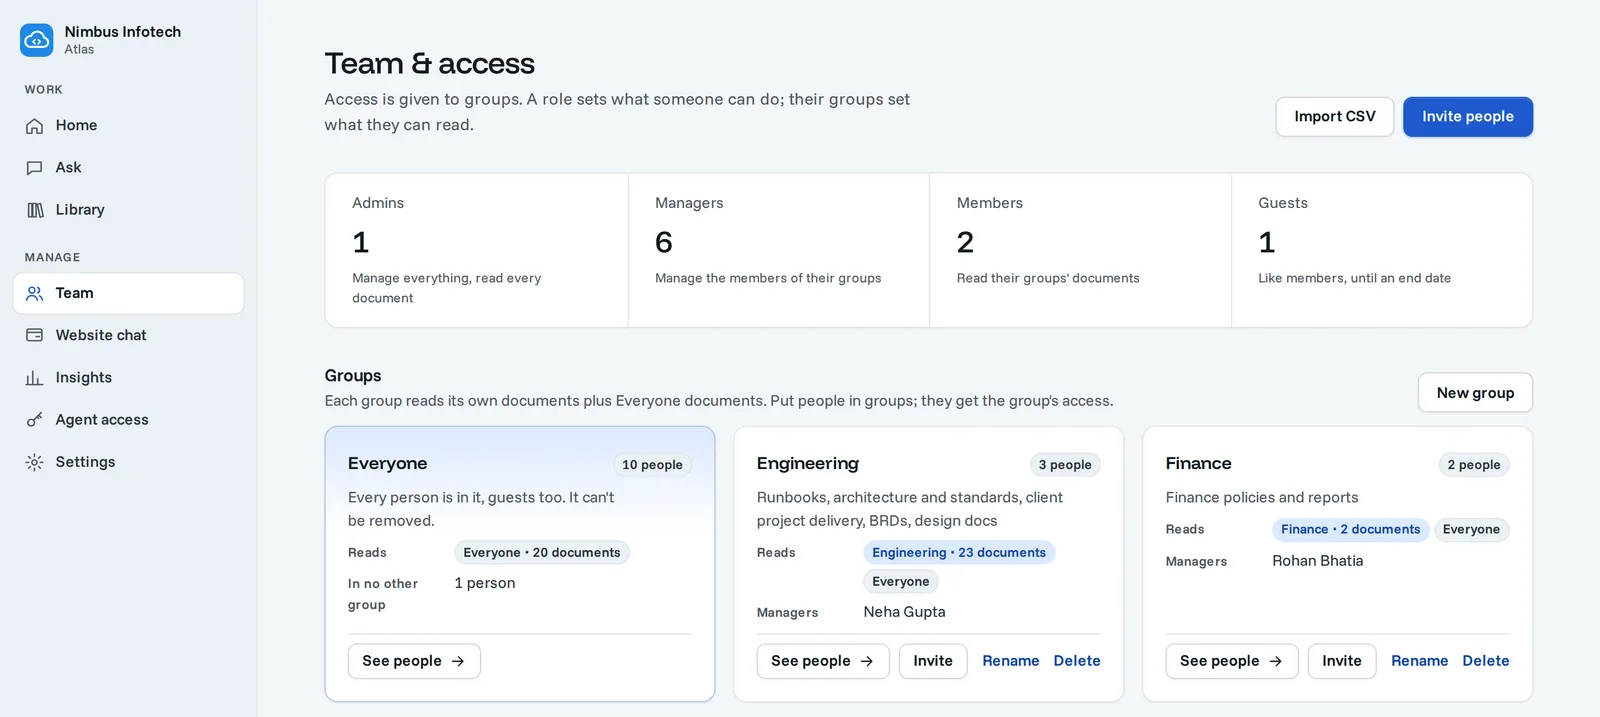 Nimbus Infotech
Atlas
WORK
Home
Ask
Library
MANAGE
Team
Website chat
Insights
Agent access
Settings
Team & access
Access is given to groups. A role sets what someone can do; their groups set
what they can read.
Import CSV
Invite people
Admins
1
Manage everything, read every
document
Managers
6
Manage the members of their groups
Members
2
Read their groups' documents
Guests
1
Like members, until an end date
Groups
Each group reads its own documents plus Everyone documents. Put people in groups; they get the group's access.
New group
Everyone
10 people
Every person is in it, guests too. It can't
be removed.
Reads
Everyone • 20 documents
In no other
group
1 person
See people →
Engineering
3 people
Runbooks, architecture and standards, client
project delivery, BRDs, design docs
Reads
Engineering • 23 documents
Everyone
Managers
Neha Gupta
See people →
Invite
Rename
Delete
Finance
2 people
Finance policies and reports
Reads
Finance • 2 documents
Everyone
Managers
Rohan Bhatia
See people →
Invite
Rename
Delete